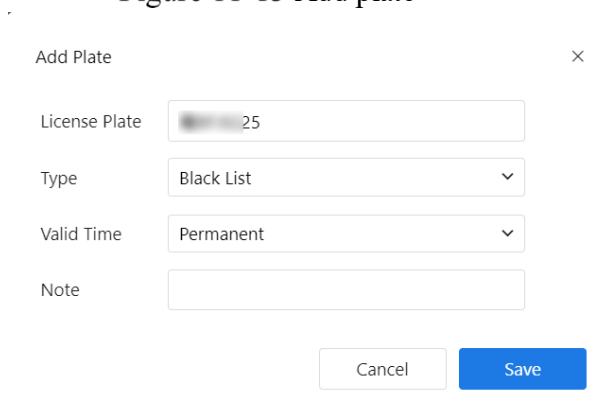 Add Plate
License Plate
25
Type
Black List
Valid Time
Permanent
Note
Cancel
Save